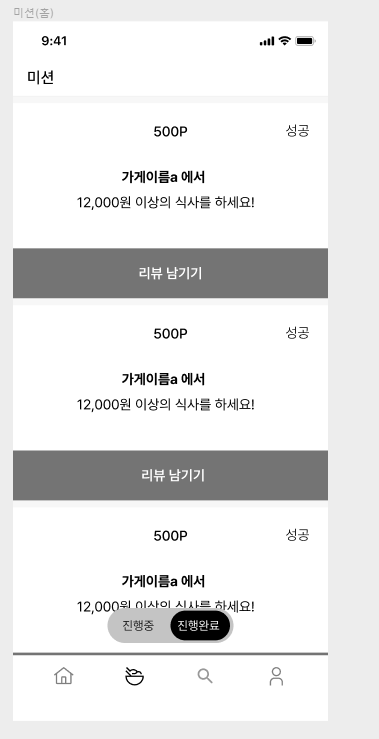 미션(홈)
9:41
미션
500P 성공
가게이름a 에서
12,000원 이상의 식사를 하세요!
리뷰 남기기
500P 성공
가게이름a 에서
12,000원 이상의 식사를 하세요!
리뷰 남기기
500P 성공
가게이름a 에서
12,000원 이상의 식사를 하세요!
진행중 진행완료